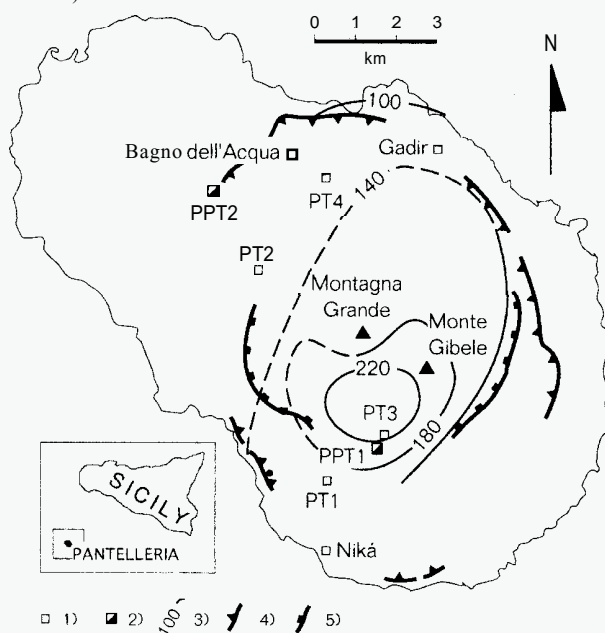 0 1 2 3
km
N
100
Bagno dell'Acqua
Gadir
140
PPT2
PT4
PT2
Montagna
Grande
Monte
Gibele
220
PT3
180
PPT1
PT1
SICILY
PANTELLERIA
Niká
1) 2) 100 3) 4) 5)